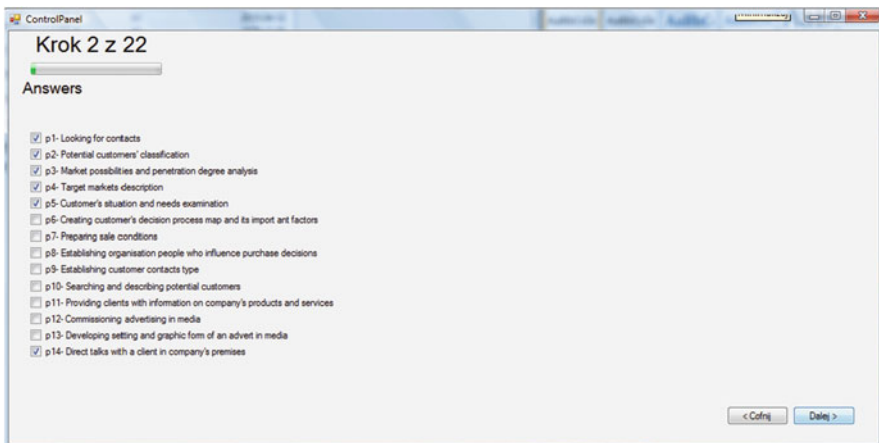 ControlPanel
Krok 2 z 22
Answers
p1- Looking for contacts
p2- Potential customers' classification
p3- Market possibilities and penetration degree analysis
p4- Target markets description
p5- Customer's situation and needs examination
p6- Creating customer's decision process map and its import ant factors
p7- Preparing sale conditions
p8- Establishing organisation people who influence purchase decisions
p9- Establishing customer contacts type
p10- Searching and describing potential customers
p11- Providing clients with information on company's products and services
p12- Commissioning advertising in media
p13- Developing setting and graphic form of an advert in media
p14- Direct talks with a client in company's premises
< Cofnij
Dalej >